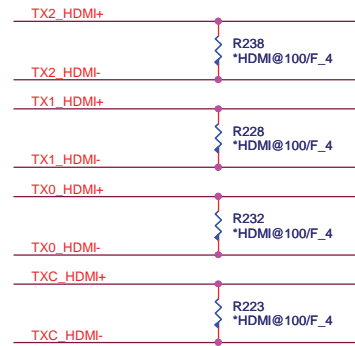 TX2_HDMI+
R238
*HDMI@100/F_4
TX2_HDMI-
TX1_HDMI+
R228
*HDMI@100/F_4
TX1_HDMI-
TX0_HDMI+
R232
*HDMI@100/F_4
TX0_HDMI-
TXC_HDMI+
R223
*HDMI@100/F_4
TXC_HDMI-